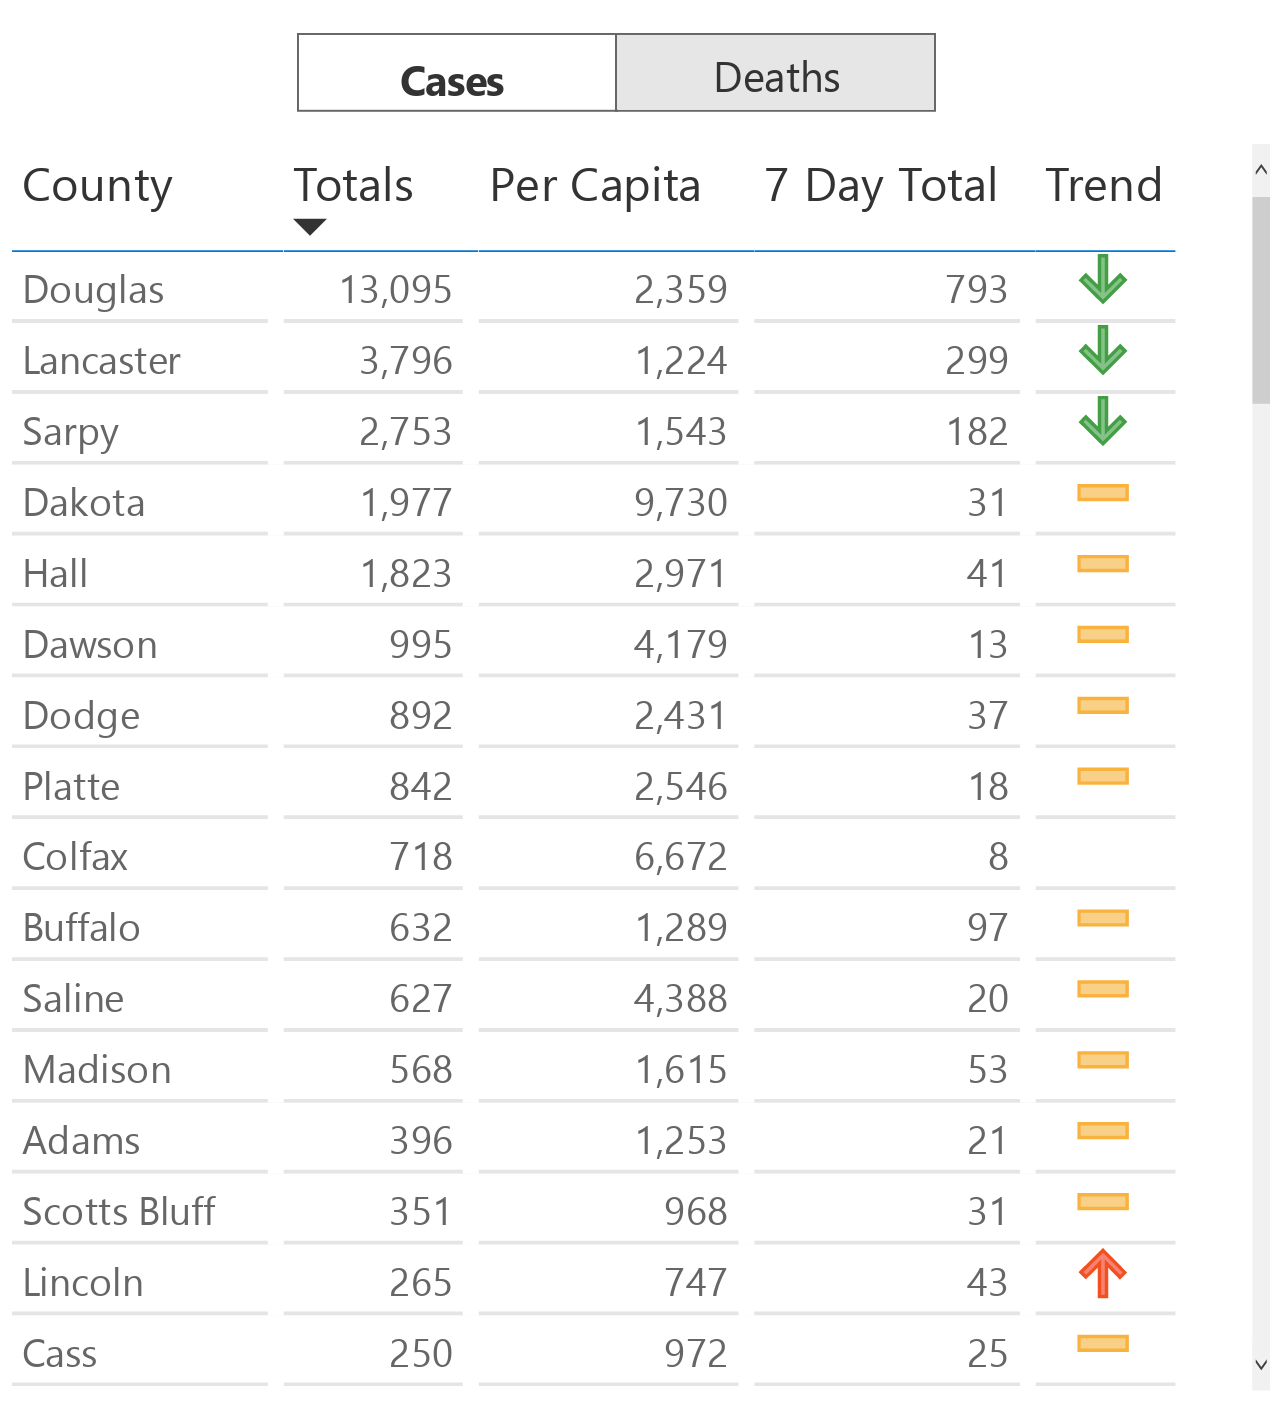 Cases Deaths
County Totals Per Capita 7 Day Total Trend
Douglas 13,095 2,359 793
Lancaster 3,796 1,224 299
Sarpy 2,753 1,543 182
Dakota 1,977 9,730 31
Hall 1,823 2,971 41
Dawson 995 4,179 13
Dodge 892 2,431 37
Platte 842 2,546 18
Colfax 718 6,672 8
Buffalo 632 1,289 97
Saline 627 4,388 20
Madison 568 1,615 53
Adams 396 1,253 21
Scotts Bluff 351 968 31
Lincoln 265 747 43
Cass 250 972 25